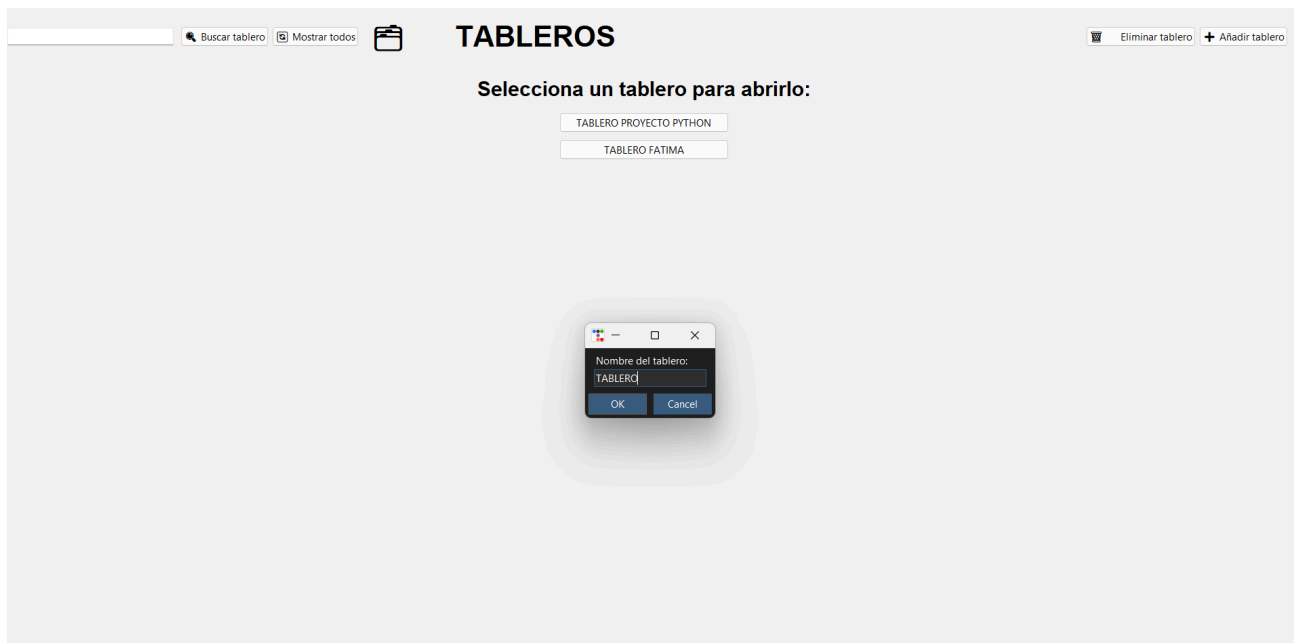 Buscar tablero Mostrar todos TABLEROS Eliminar tablero Añadir tablero
Selecciona un tablero para abrirlo:
TABLERO PROYECTO PYTHON
TABLERO FATIMA
Nombre del tablero:
TABLERO
OK Cancel